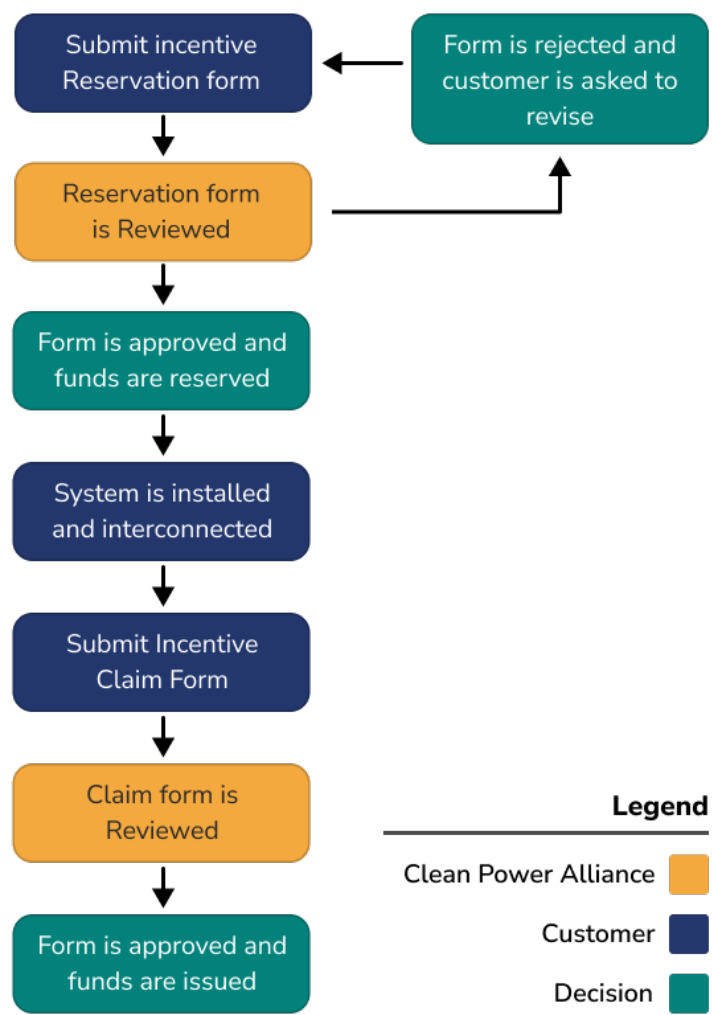 Submit incentive
Reservation form
Form is rejected and
customer is asked to
revise
Reservation form
is Reviewed
Form is approved and
funds are reserved
System is installed
and interconnected
Submit Incentive
Claim Form
Claim form is
Reviewed
Form is approved and
funds are issued
Legend
Clean Power Alliance
Customer
Decision